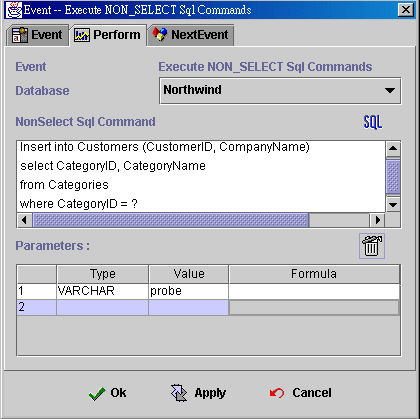 Event -- Execute NON_SELECT Sql Commands
Event Perform NextEvent
Event Execute NON_SELECT Sql Commands
Database Northwind
NonSelect Sql Command SQL
Insert into Customers (CustomerID, CompanyName)
select CategoryID, CategoryName
from Categories
where CategoryID = ?
Parameters :
Type Value Formula
1 VARCHAR probe
2
Ok Apply Cancel